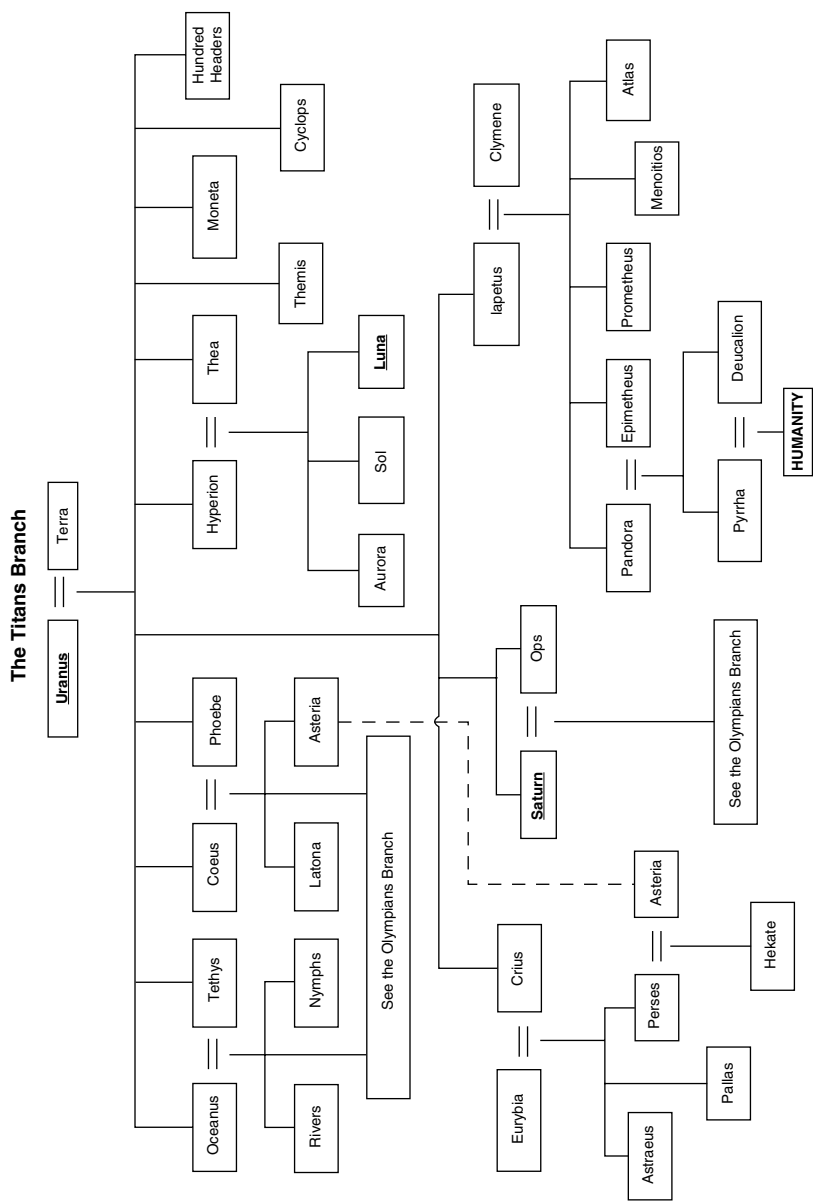 The Titans Branch
Uranus
Terra
Oceanus
Tethys
Coeus
Phoebe
Hyperion
Thea
Themis
Moneta
Cyclops
Hundred
Headers
Rivers
Nymphs
Latona
Asteria
Aurora
Sol
Luna
See the Olympians Branch
Eurybia
Crius
Saturn
Ops
Iapetus
Clymene
Astraeus
Pallas
Perses
Asteria
Hekate
See the Olympians Branch
Pandora
Epimetheus
Prometheus
Menoitios
Atlas
Pyrrha
Deucalion
HUMANITY